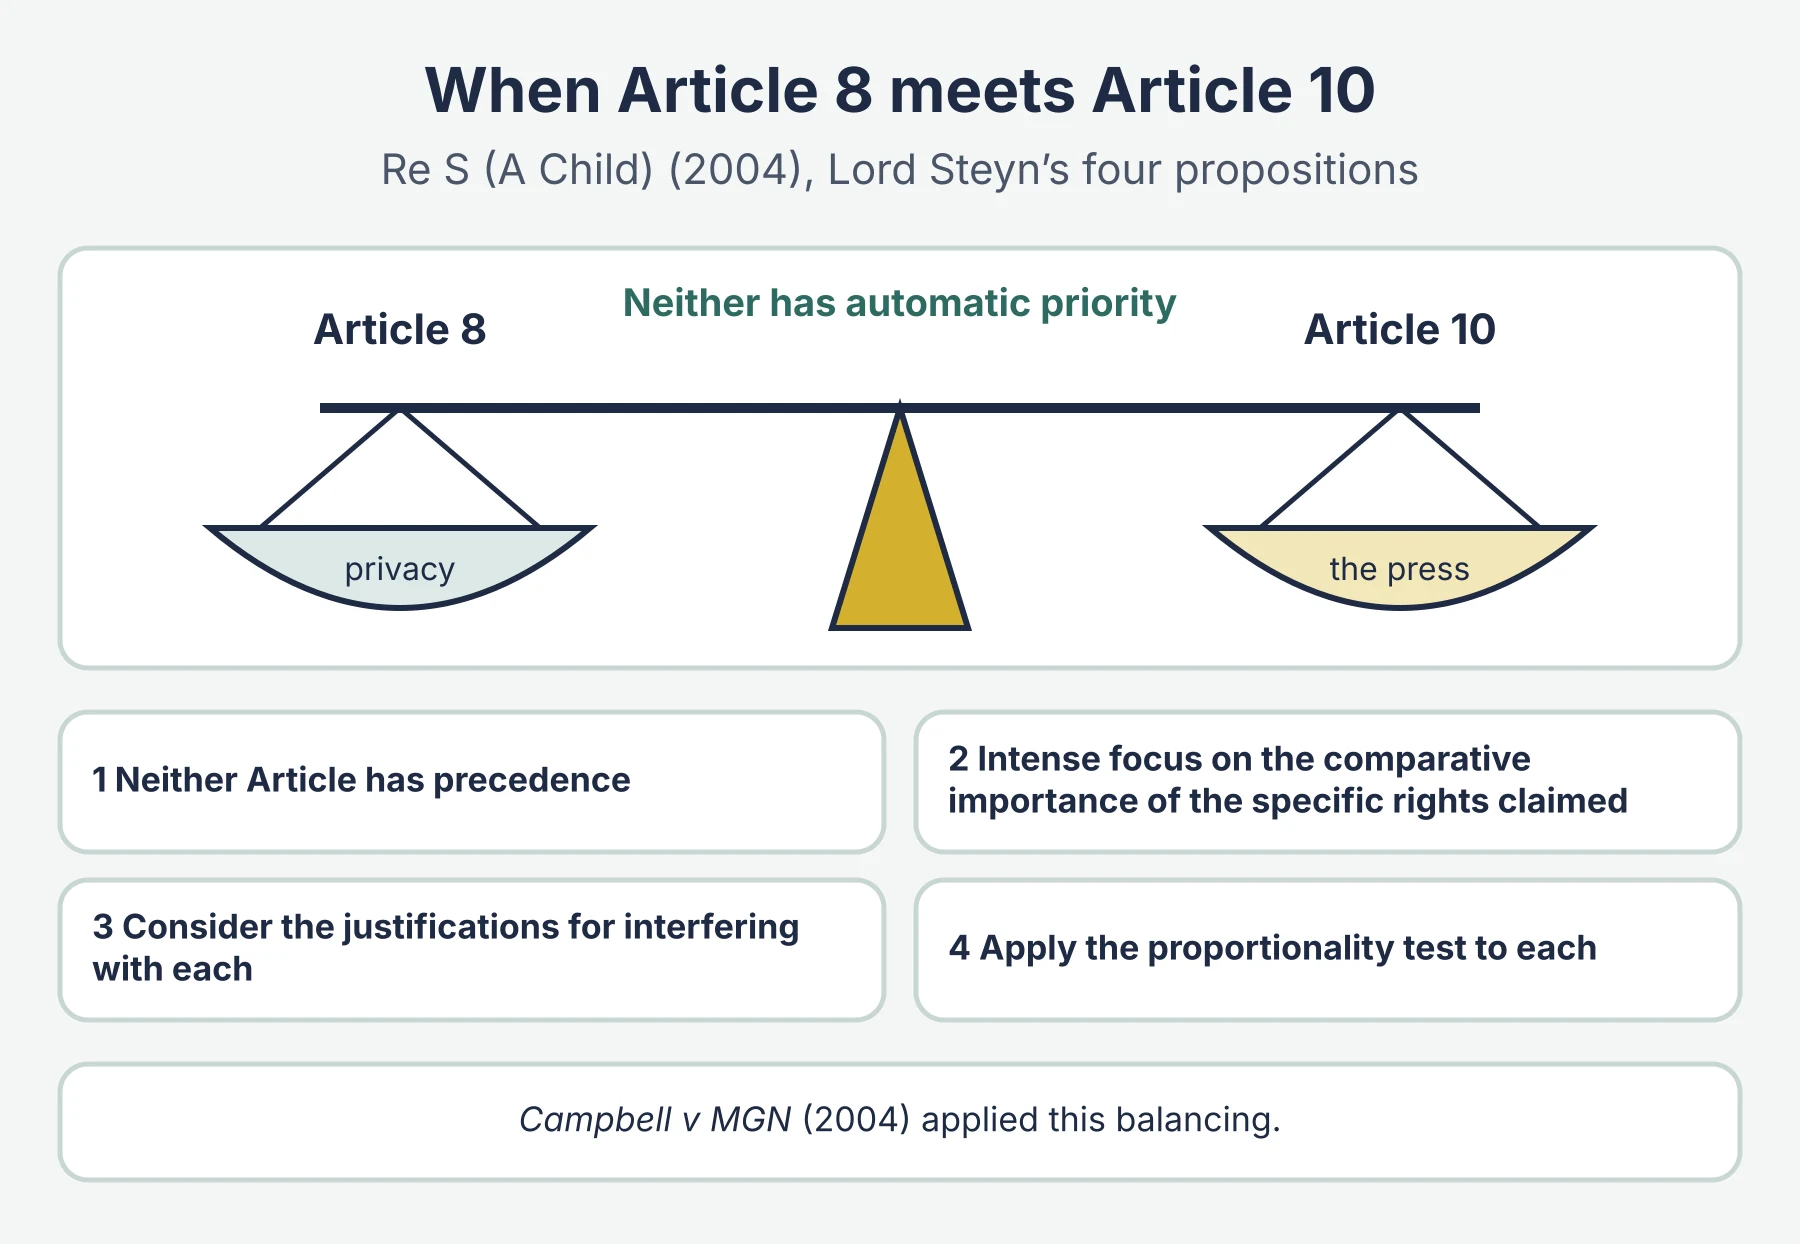 When Article 8 meets Article 10
Re S (A Child) (2004), Lord Steyn’s four propositions
Neither has automatic priority
Article 8
Article 10
privacy
the press
1 Neither Article has precedence
2 Intense focus on the comparative
importance of the specific rights claimed
3 Consider the justifications for interfering
with each
4 Apply the proportionality test to each
Campbell v MGN (2004) applied this balancing.